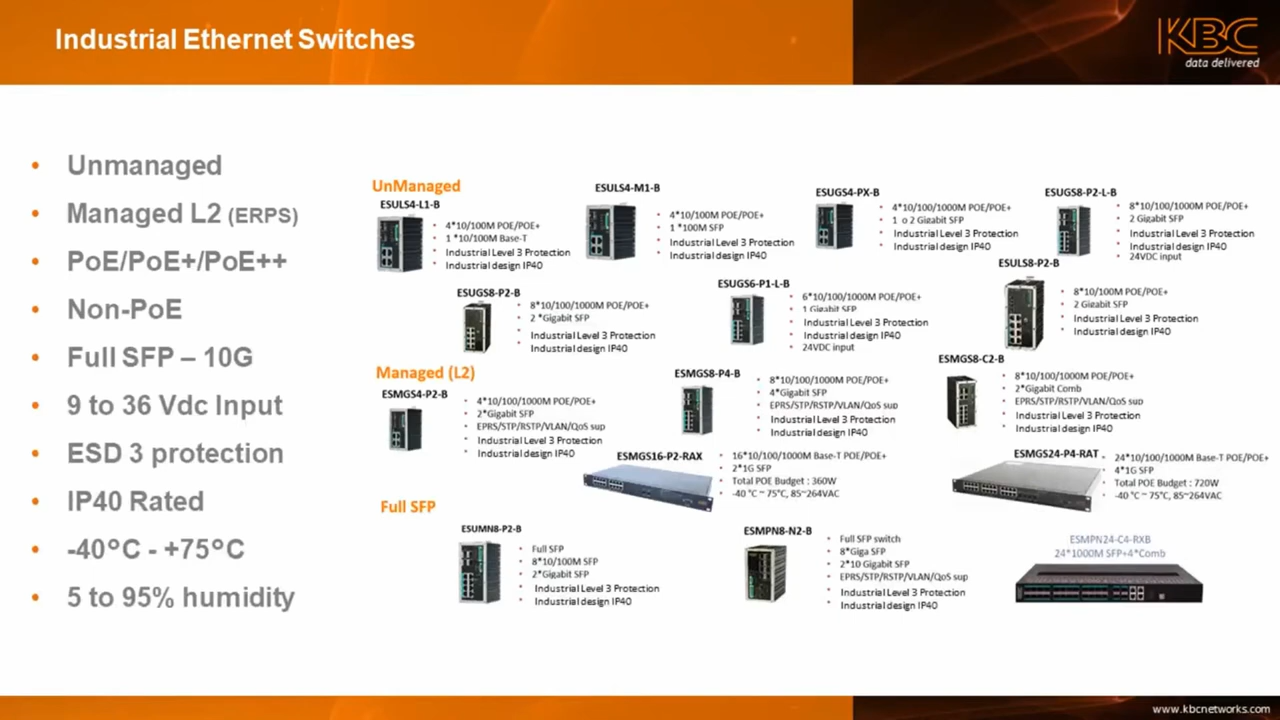 Industrial Ethernet Switches
KBC
data delivered
• Unmanaged
• Managed L2 (ERPS)
• PoE/PoE+/PoE++
• Non-PoE
• Full SFP – 10G
• 9 to 36 Vdc Input
• ESD 3 protection
• IP40 Rated
• -40°C - +75°C
• 5 to 95% humidity
UnManaged
ESULS4-L1-B
• 4*10/100M POE/POE+
• 1 *10/100M Base-T
• Industrial Level 3 Protection
• Industrial design IP40
ESULS4-M1-B
• 4*10/100M POE/POE+
• 1 *100M SFP
• Industrial Level 3 Protection
• Industrial design IP40
ESUGS4-PX-B
• 4*10/100M POE/POE+
• 1 o 2 Gigabit SFP
• Industrial Level 3 Protection
• Industrial design IP40
ESUGS8-P2-L-B
• 8*10/100/100M POE/POE+
• 2 Gigabit SFP
• Industrial Level 3 Protection
• Industrial design IP40
• 24VDC input
ESUGS8-P2-B
• 8*10/100/1000M POE/POE+
• 2 *Gigabit SFP
• Industrial Level 3 Protection
• Industrial design IP40
ESUGS6-P1-L-B
• 6*10/100/1000M POE/POE+
• 1 Gigabit SFP
• Industrial Level 3 Protection
• Industrial design IP40
• 24VDC input
ESULS8-P2-B
• 8*10/100M POE/POE+
• 2 Gigabit SFP
• Industrial Level 3 Protection
• Industrial design IP40
Managed (L2)
ESMGS4-P2-B
• 4*10/100/1000M POE/POE+
• 2*Gigabit SFP
• EPRS/STP/RSTP/VLAN/QoS sup
• Industrial Level 3 Protection
• Industrial design IP40
ESMGS8-P4-B
• 8*10/100/1000M POE/POE+
• 4*Gigabit SFP
• EPRS/STP/RSTP/VLAN/QoS sup
• Industrial Level 3 Protection
• Industrial design IP40
ESMGS8-C2-B
• 8*10/100/1000M POE/POE+
• 2*Gigabit Comb
• EPRS/STP/RSTP/VLAN/QoS sup
• Industrial Level 3 Protection
• Industrial design IP40
ESMGS16-P2-RAX
• 16*10/100/1000M Base-T POE/POE+
• 2*1G SFP
• Total POE Budget : 360W
• -40 °C ~ 75°C, 85~264VAC
ESMGS24-P4-RAT
• 24*10/100/1000M Base-T POE/POE+
• 4*1G SFP
• Total POE Budget : 720W
• -40 °C ~ 75°C, 85~264VAC
Full SFP
ESUMN8-P2-B
• Full SFP
• 8*10/100M SFP
• 2*Gigabit SFP
• Industrial Level 3 Protection
• Industrial design IP40
ESMPN8-N2-B
• Full SFP switch
• 8*Giga SFP
• 2*10 Gigabit SFP
• EPRS/STP/RSTP/VLAN/QoS sup
• Industrial Level 3 Protection
• Industrial design IP40
ESMPN24-C4-RXB
24*1000M SFP+4*Comb
www.kbcnetworks.com